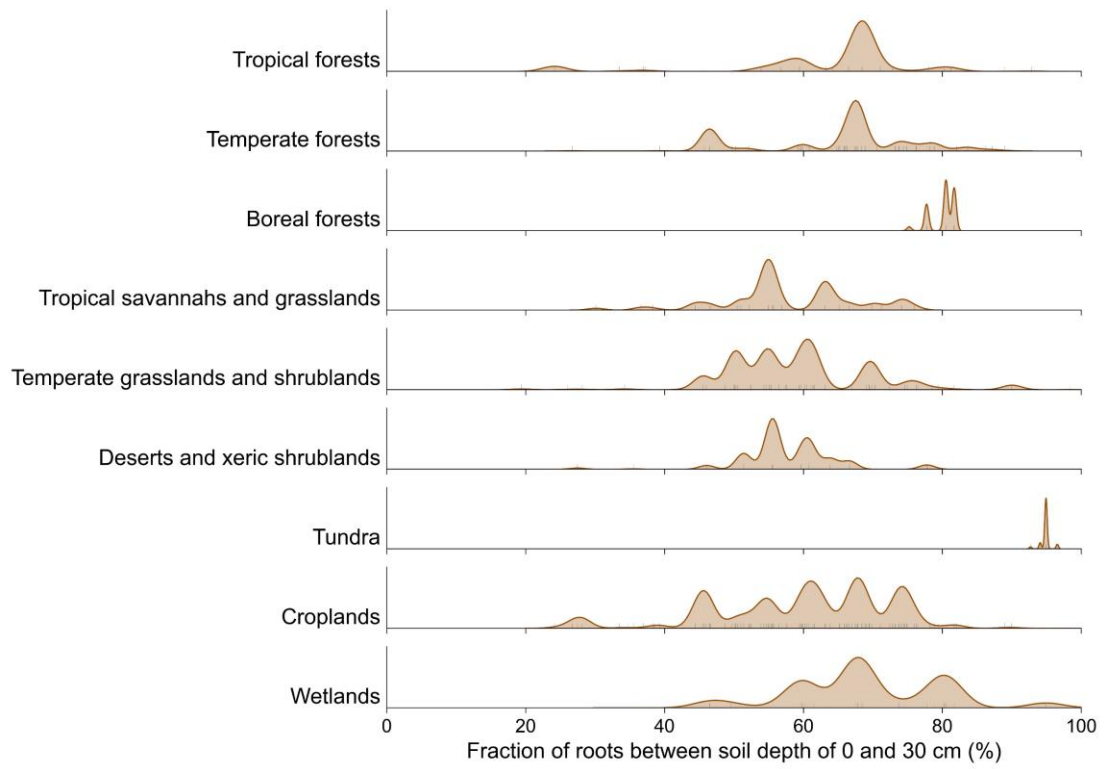 Tropical forests
Temperate forests
Boreal forests
Tropical savannahs and grasslands
Temperate grasslands and shrublands
Deserts and xeric shrublands
Tundra
Croplands
Wetlands
0 20 40 60 80 100
Fraction of roots between soil depth of 0 and 30 cm (%)